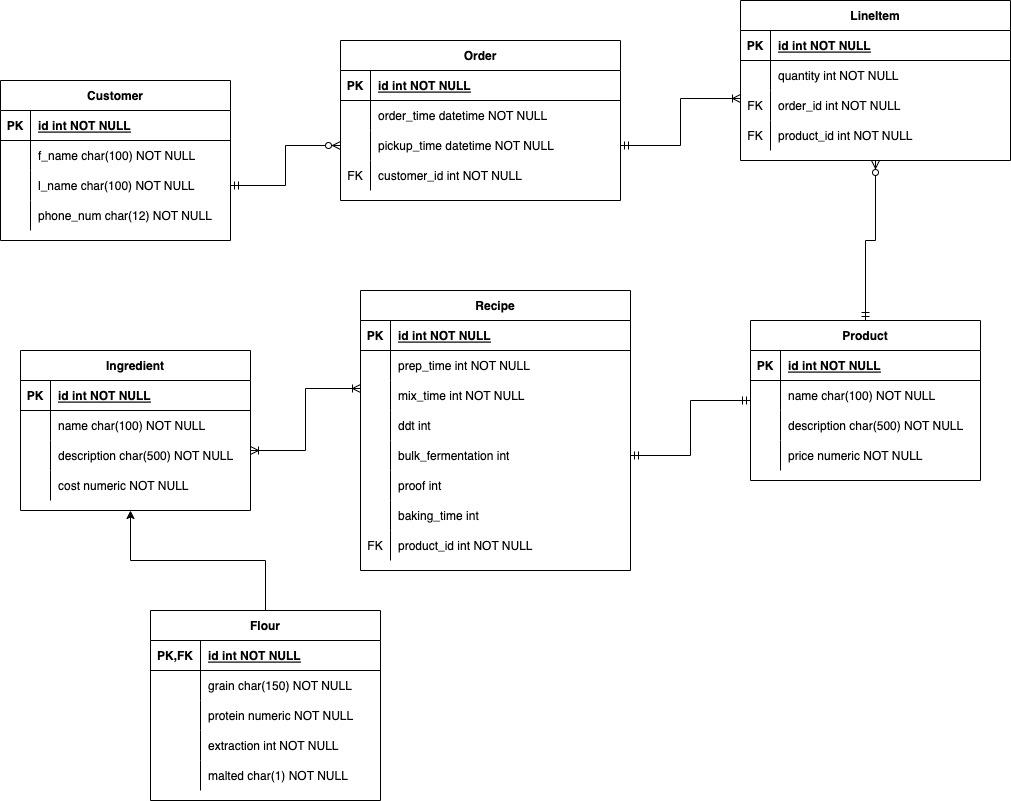 Customer
PK id int NOT NULL
f_name char(100) NOT NULL
l_name char(100) NOT NULL
phone_num char(12) NOT NULL
Order
PK id int NOT NULL
order_time datetime NOT NULL
pickup_time datetime NOT NULL
FK customer_id int NOT NULL
LineItem
PK id int NOT NULL
quantity int NOT NULL
FK order_id int NOT NULL
FK product_id int NOT NULL
Ingredient
PK id int NOT NULL
name char(100) NOT NULL
description char(500) NOT NULL
cost numeric NOT NULL
Recipe
PK id int NOT NULL
prep_time int NOT NULL
mix_time int NOT NULL
ddt int
bulk_fermentation int
proof int
baking_time int
FK product_id int NOT NULL
Product
PK id int NOT NULL
name char(100) NOT NULL
description char(500) NOT NULL
price numeric NOT NULL
Flour
PK,FK id int NOT NULL
grain char(150) NOT NULL
protein numeric NOT NULL
extraction int NOT NULL
malted char(1) NOT NULL